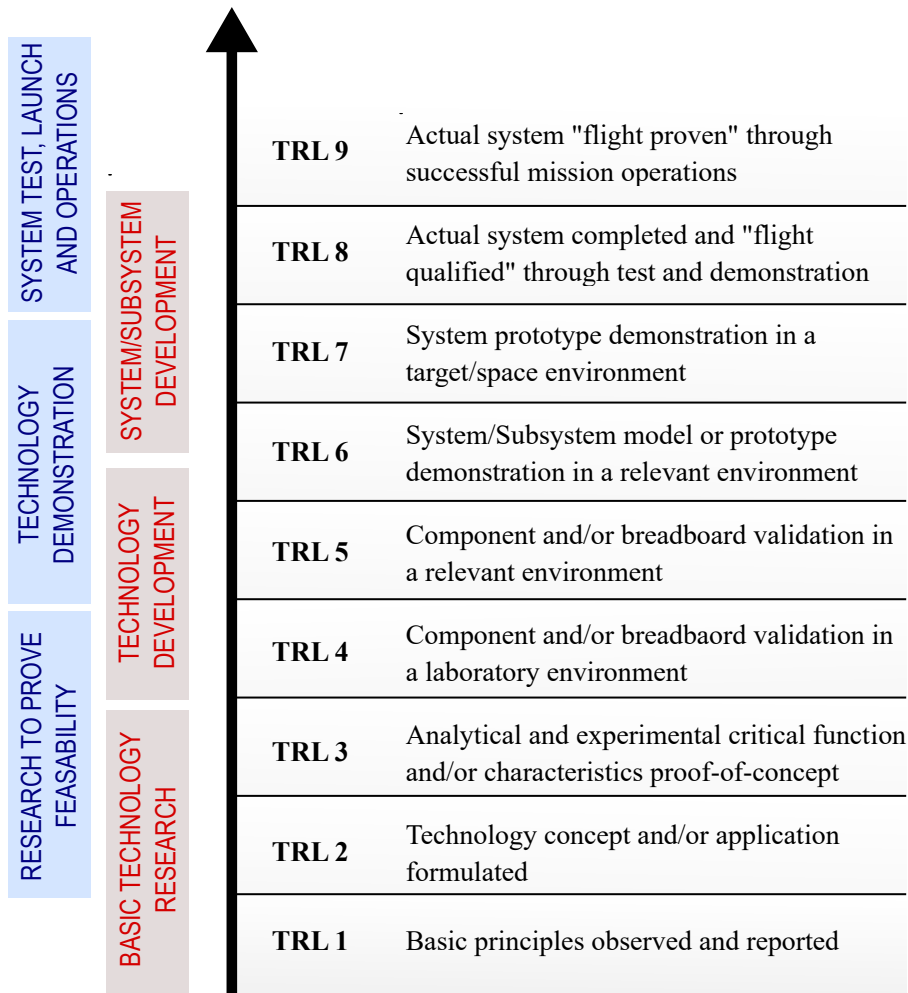 SYSTEM TEST, LAUNCH
AND OPERATIONS
TECHNOLOGY
DEMONSTRATION
RESEARCH TO PROVE
FEASABILITY
SYSTEM/SUBSYSTEM
DEVELOPMENT
TECHNOLOGY
DEVELOPMENT
BASIC TECHNOLOGY
RESEARCH
TRL 9
Actual system "flight proven" through
successful mission operations
TRL 8
Actual system completed and "flight
qualified" through test and demonstration
TRL 7
System prototype demonstration in a
target/space environment
TRL 6
System/Subsystem model or prototype
demonstration in a relevant environment
TRL 5
Component and/or breadboard validation in
a relevant environment
TRL 4
Component and/or breadbaord validation in
a laboratory environment
TRL 3
Analytical and experimental critical function
and/or characteristics proof-of-concept
TRL 2
Technology concept and/or application
formulated
TRL 1
Basic principles observed and reported